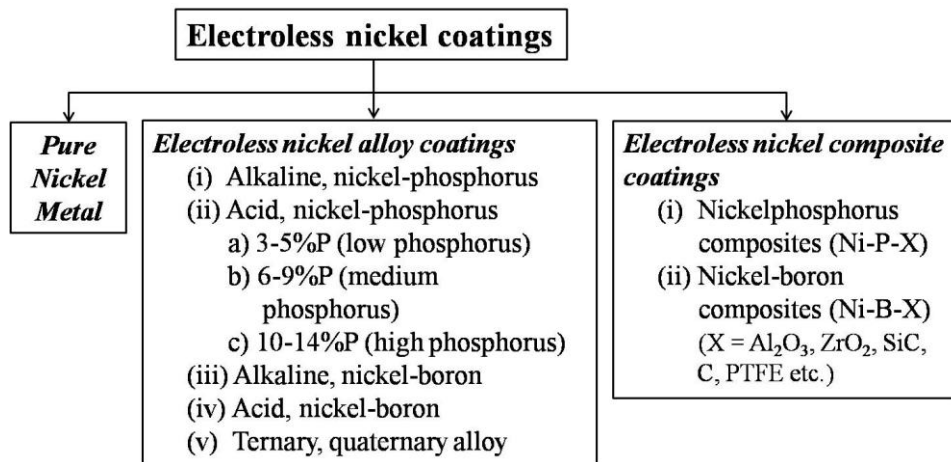 Electroless nickel coatings
Pure
Nickel
Metal
Electroless nickel alloy coatings
(i) Alkaline, nickel-phosphorus
(ii) Acid, nickel-phosphorus
a) 3-5%P (low phosphorus)
b) 6-9%P (medium
phosphorus)
c) 10-14%P (high phosphorus)
(iii) Alkaline, nickel-boron
(iv) Acid, nickel-boron
(v) Ternary, quaternary alloy
Electroless nickel composite
coatings
(i) Nickelphosphorus
composites (Ni-P-X)
(ii) Nickel-boron
composites (Ni-B-X)
(X = Al₂O₃, ZrO₂, SiC,
C, PTFE etc.)